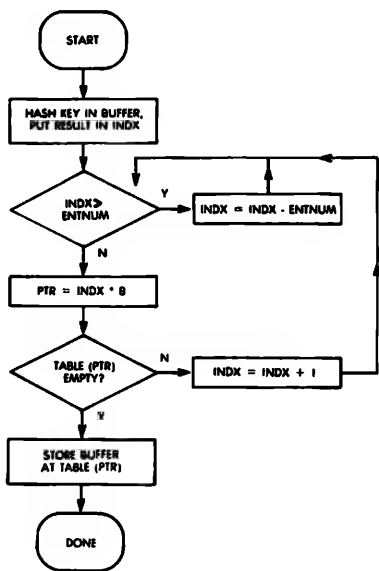 START
HASH KEY IN BUFFER,
PUT RESULT IN INDX
INDX≥
ENTNUM
Y
INDX = INDX - ENTNUM
N
PTR = INDX * 8
TABLE (PTR)
EMPTY?
N
INDX = INDX + 1
Y
STORE BUFFER
AT TABLE (PTR)
DONE